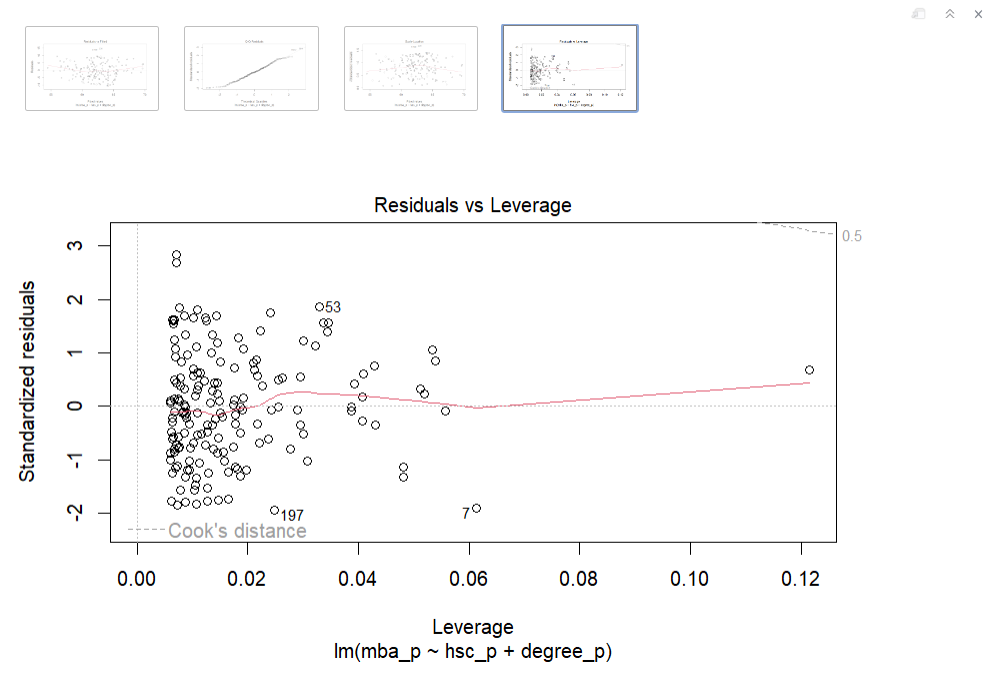 Residuals vs Leverage
Standardized residuals
3
2
1
0
-1
-2
0.5
53
197
7
Cook's distance
0.00 0.02 0.04 0.06 0.08 0.10 0.12
Leverage
lm(mba_p ~ hsc_p + degree_p)